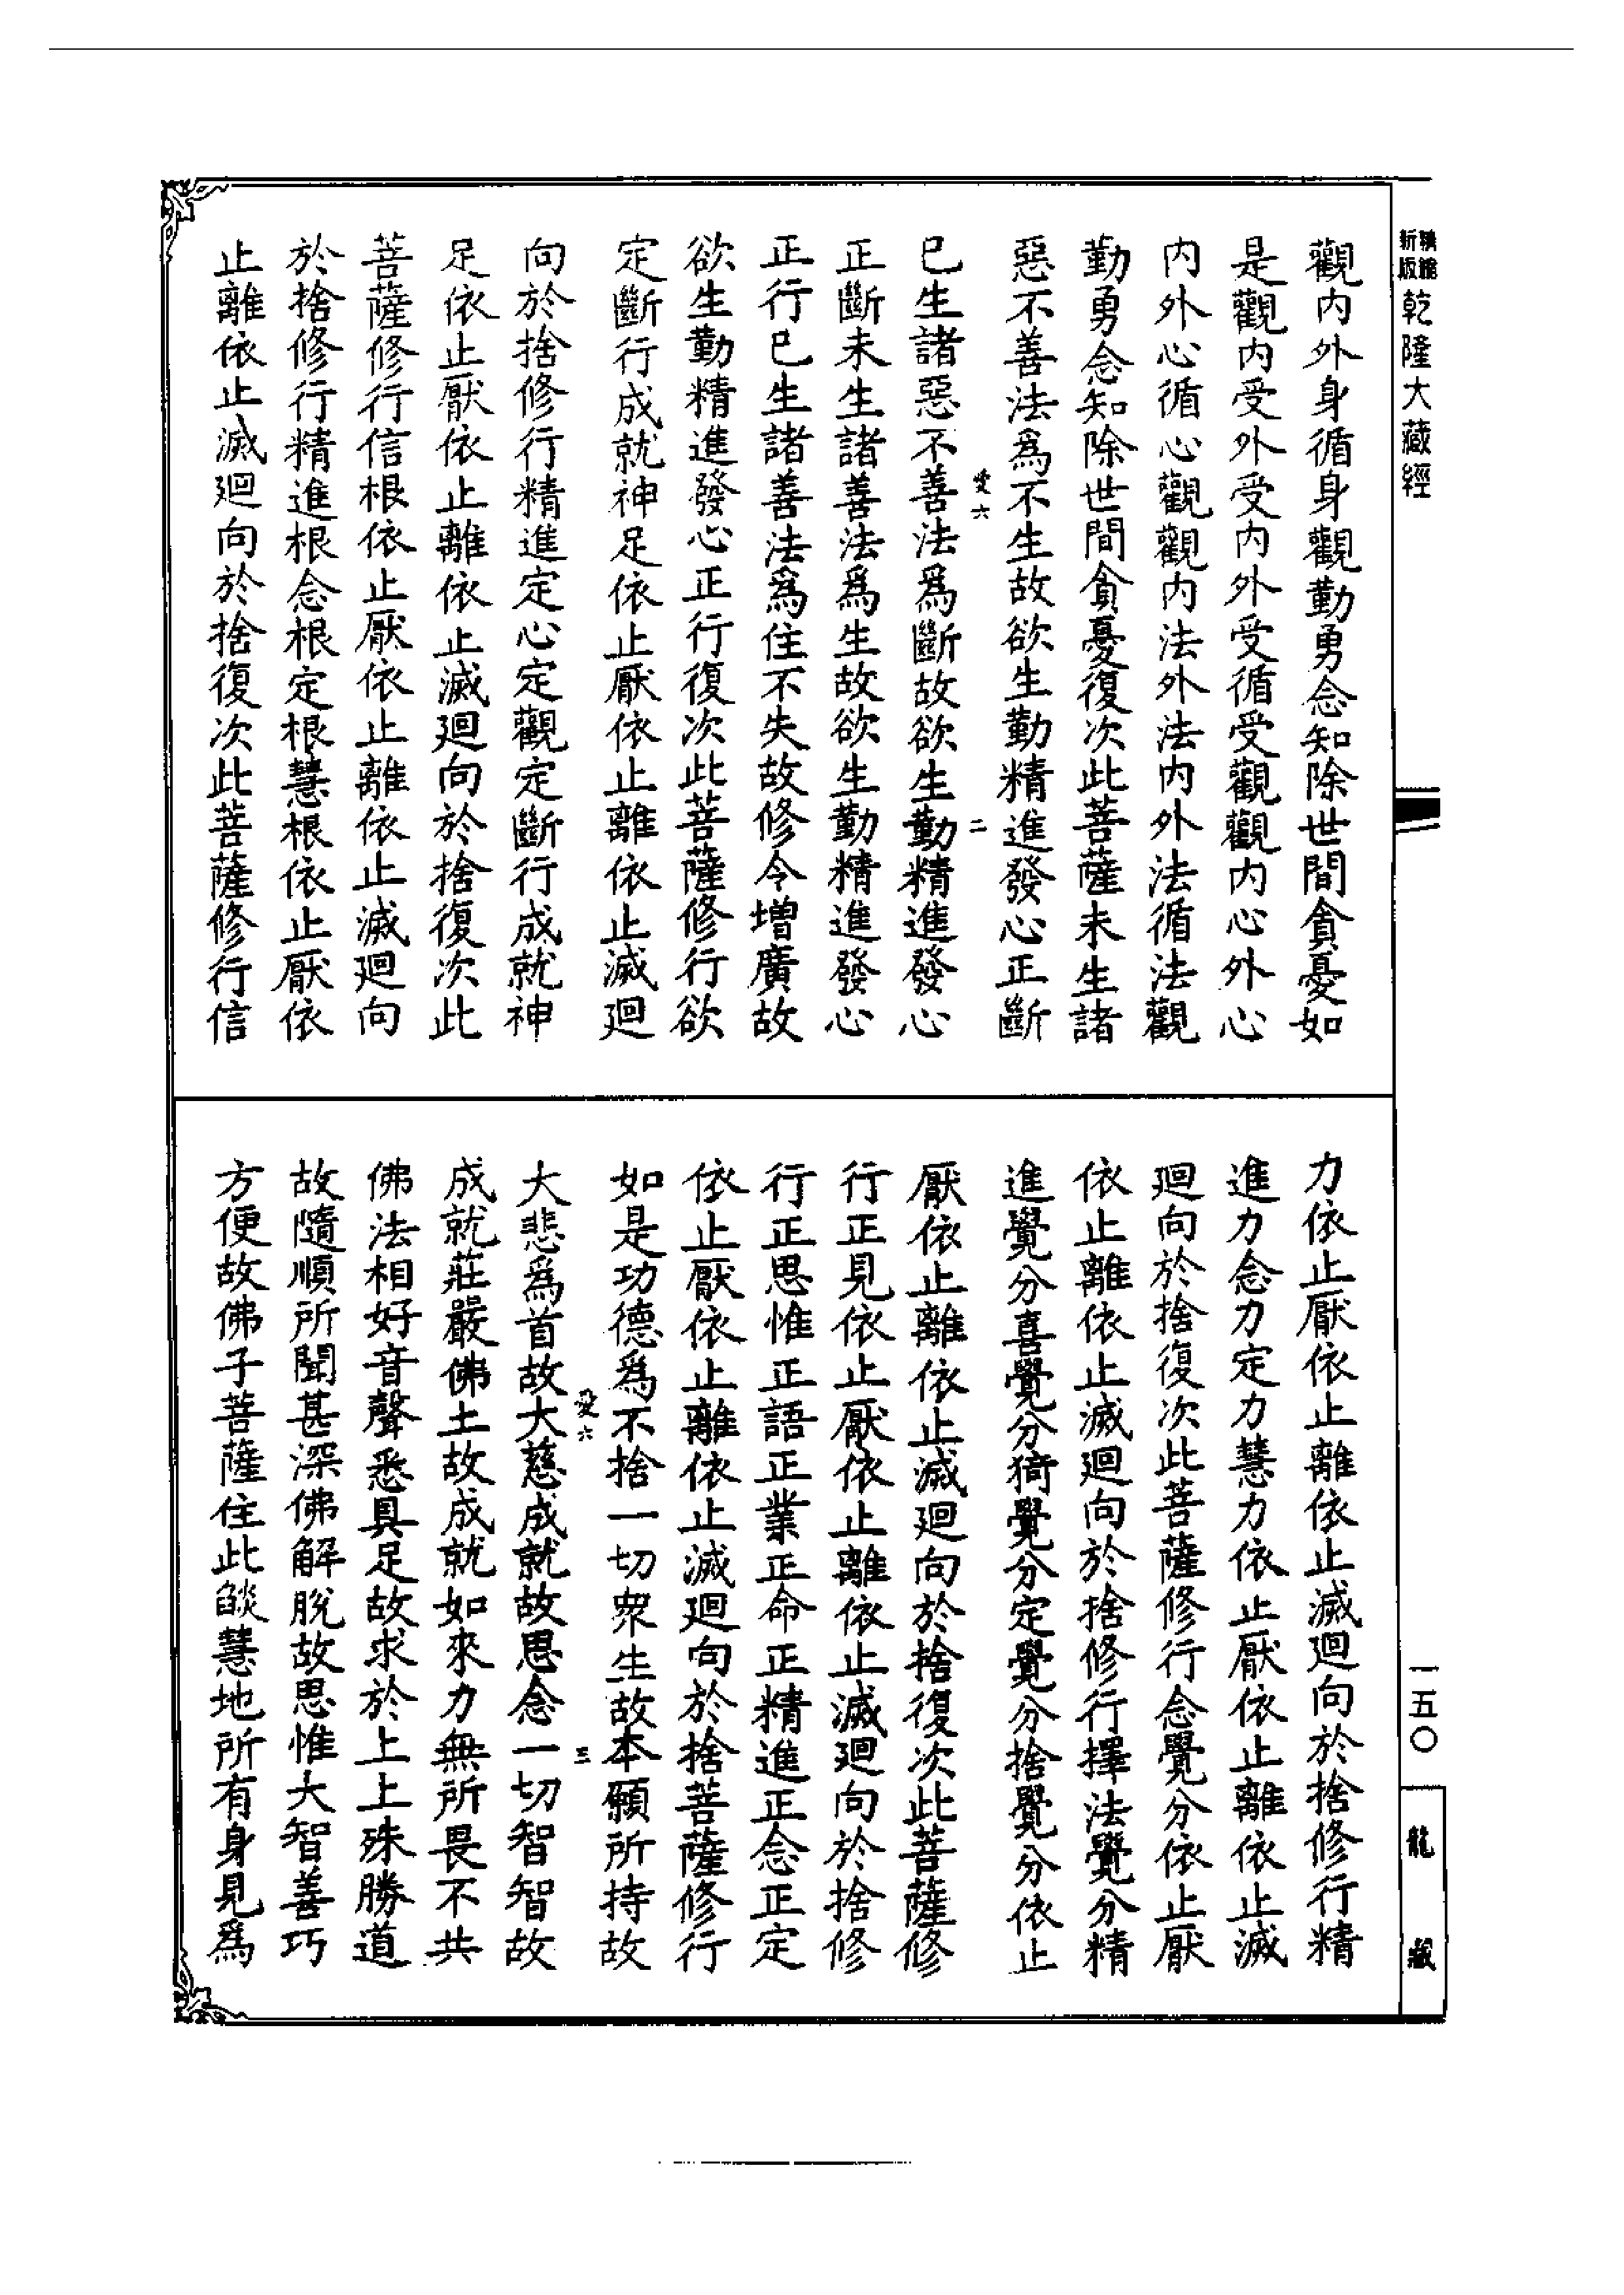 新版精繪
乾隆大藏經
觀內外身循身觀勤勇念知除世間貪憂如
是觀內受外受內外受循受觀觀內心外心
內外心循心觀觀內法外法內外法循法觀
勤勇念知除世間貪憂復次此菩薩未生諸
惡不善法爲不生故欲生勤精進發心正斷
愛六
二
已生諸惡不善法爲斷故欲生勤精進發心
正斷未生諸善法爲生故欲生勤精進發心
正行已生諸善法爲住不失故修令增廣故
欲生勤精進發心正行復次此菩薩修行欲
定斷行成就神足依止厭依止離依止滅廻
向於捨修行精進定心定觀定斷行成就神
足依止厭依止離依止滅廻向於捨復次此
菩薩修行信根依止厭依止離依止滅廻向
於捨修行精進根念根定根慧根依止厭依
止離依止滅廻向於捨復次此菩薩修行信
力依止厭依止離依止滅廻向於捨修行精
進力念力定力慧力依止厭依止離依止滅
廻向於捨復次此菩薩修行念覺分依止厭
依止離依止滅廻向於捨修行擇法覺分精
進覺分喜覺分猗覺分定覺分捨覺分依止
厭依止離依止滅廻向於捨復次此菩薩修
行正見依止厭依止離依止滅廻向於捨修
行正思惟正語正業正命正精進正念正定
依止厭依止離依止滅廻向於捨菩薩修行
如是功德爲不捨一切衆生故本願所持故
愛六
三
大悲爲首故大慈成就故思念一切智智故
成就莊嚴佛土故成就如來力無所畏不共
佛法相好音聲悉具足故求於上上殊勝道
故隨順所聞甚深佛解脫故思惟大智善巧
方便故佛子菩薩住此燄慧地所有身見爲
一五〇
龍藏